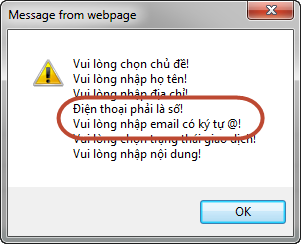 Message from webpage
Vui lòng chọn chủ đề!
Vui lòng nhập họ tên!
Vui lòng nhập địa chỉ!
Điện thoại phải là số!
Vui lòng nhập email có ký tự @!
Vui lòng chọn trạng thái giao dịch!
Vui lòng nhập nội dung!
OK